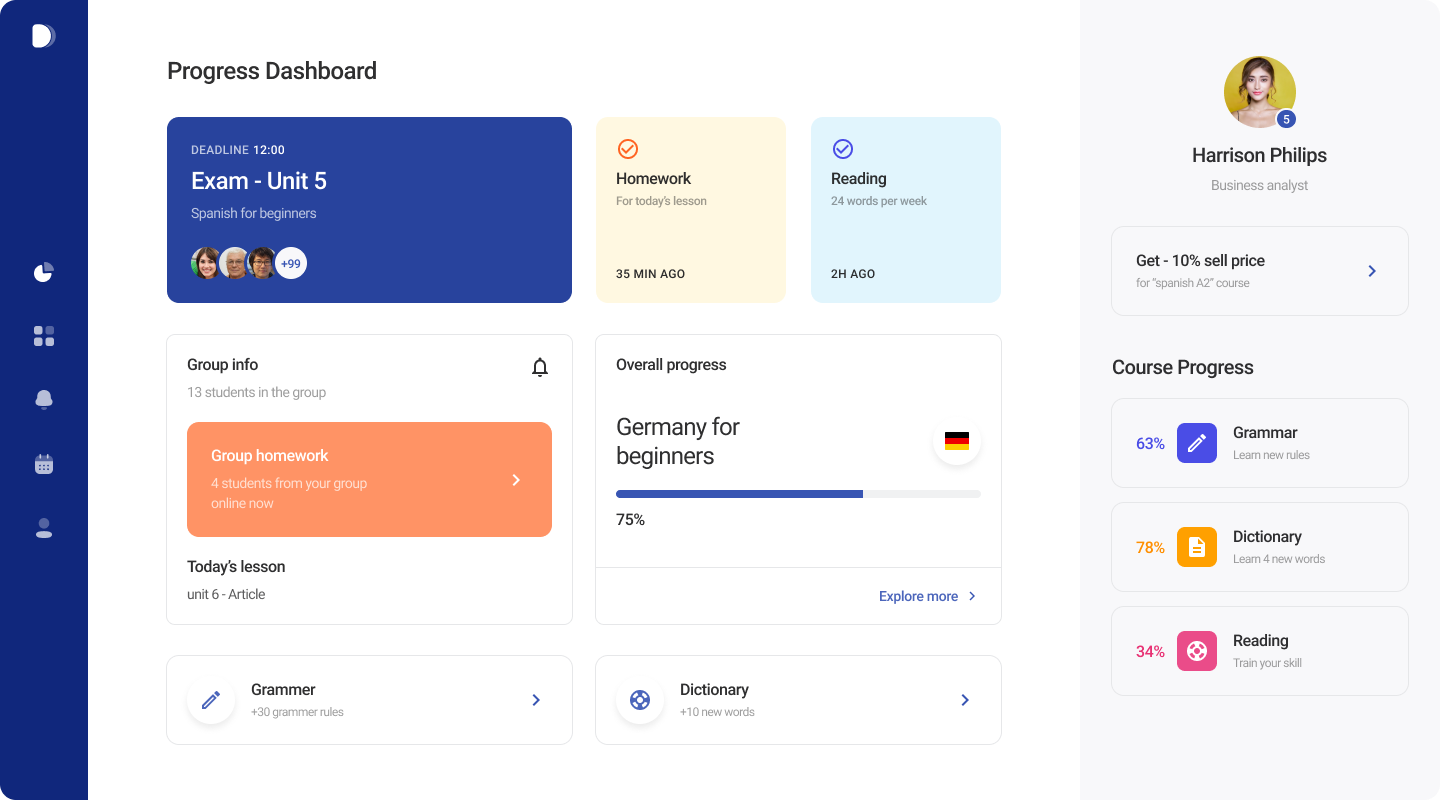 Progress Dashboard
DEADLINE 12:00
Exam - Unit 5
Spanish for beginners
+99
Homework
For today's lesson
35 MIN AGO
Reading
24 words per week
2H AGO
Group info
13 students in the group
Group homework
4 students from your group
online now
Today's lesson
unit 6 - Article
Overall progress
Germany for
beginners
75%
Explore more
Grammer
+30 grammer rules
Dictionary
+10 new words
5
Harrison Philips
Business analyst
Get - 10% sell price
for "spanish A2" course
Course Progress
63%
Grammar
Learn new rules
78%
Dictionary
Learn 4 new words
34%
Reading
Train your skill